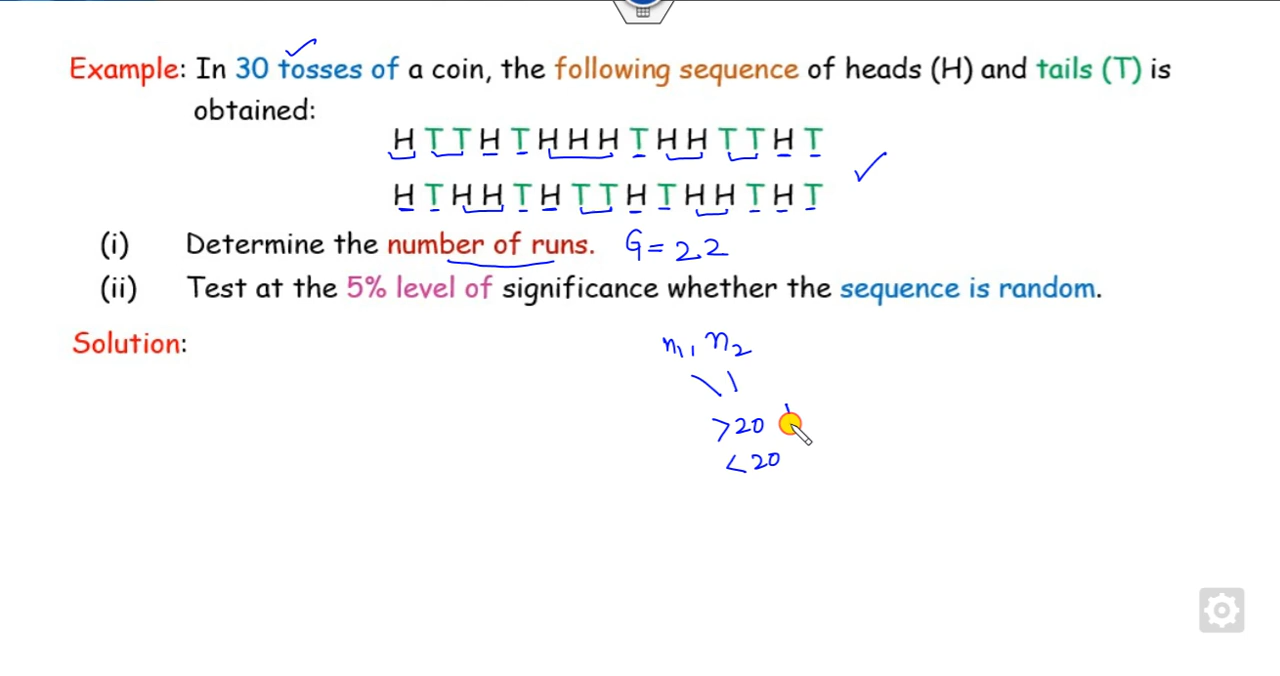 Example: In 30 tosses of a coin, the following sequence of heads (H) and tails (T) is
obtained:
H T T H T H H H T H H T T H T
H T H H T H T T H T H H T H T
(i) Determine the number of runs. G = 22
(ii) Test at the 5% level of significance whether the sequence is random.
Solution:
n1, n2
>20
<20